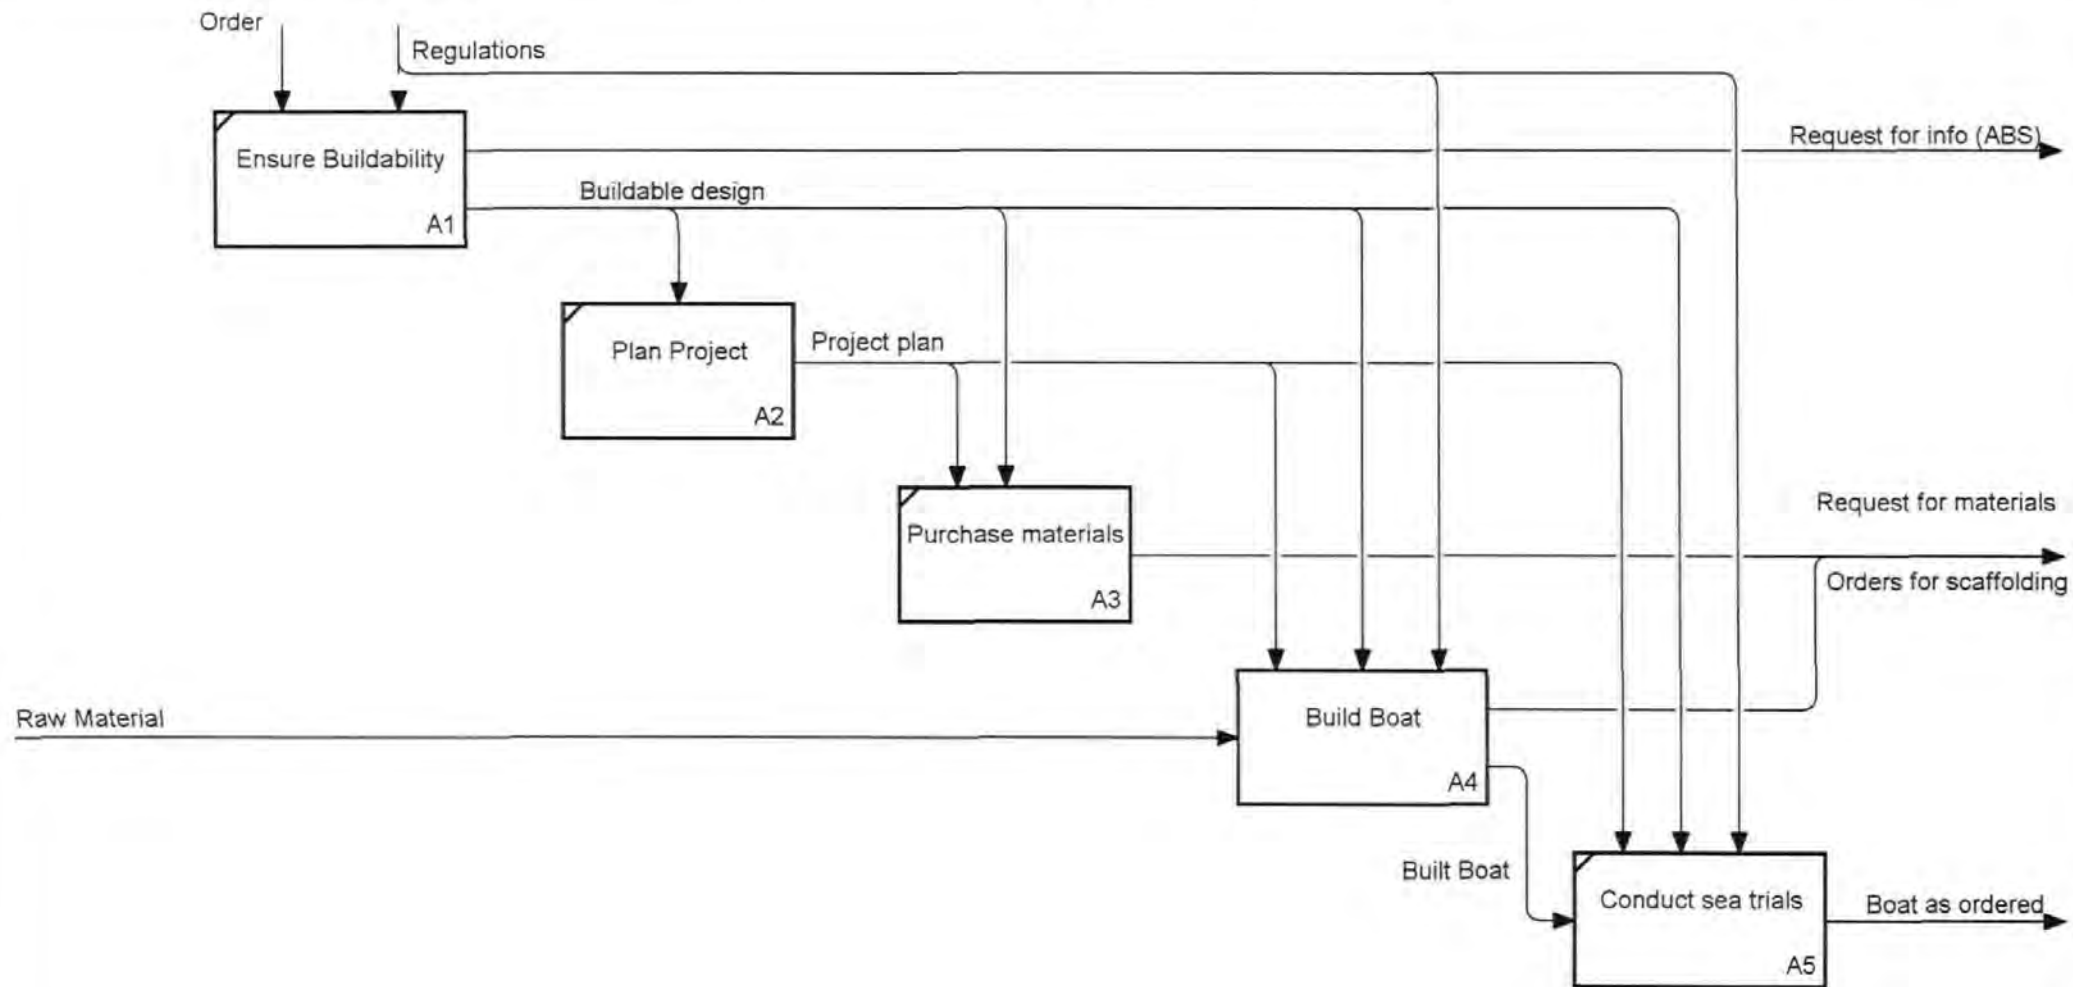 Order
Regulations
Request for info (ABS)
Ensure Buildability
A1
Buildable design
Plan Project
A2
Project plan
Purchase materials
A3
Request for materials
Orders for scaffolding
Raw Material
Build Boat
A4
Built Boat
Conduct sea trials
A5
Boat as ordered